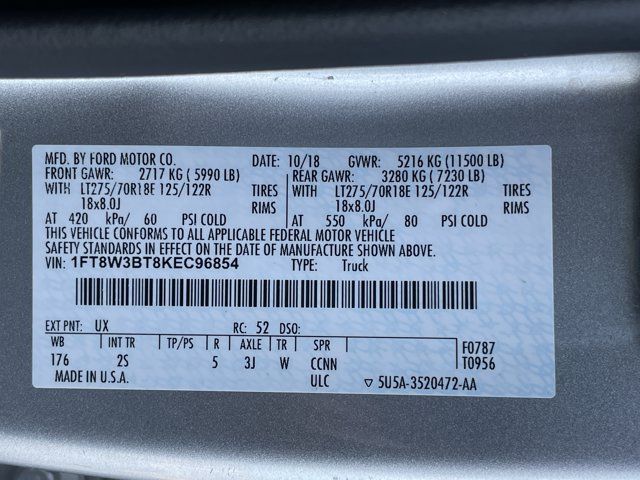 MFD. BY FORD MOTOR CO. DATE: 10/18 GVWR: 5216 KG (11500 LB)
FRONT GAWR: 2717 KG ( 5990 LB) REAR GAWR: 3280 KG ( 7230 LB)
WITH LT275/70R18E 125/122R TIRES WITH LT275/70R18E 125/122R TIRES
18x8.0J RIMS 18x8.0J RIMS
AT 420 kPa/ 60 PSI COLD AT 550 kPa/ 80 PSI COLD
THIS VEHICLE CONFORMS TO ALL APPLICABLE FEDERAL MOTOR VEHICLE
SAFETY STANDARDS IN EFFECT ON THE DATE OF MANUFACTURE SHOWN ABOVE.
VIN: 1FT8W3BT8KEC96854 TYPE: Truck
EXT PNT: UX RC: 52 DSO:
WB INT TR TP/PS R AXLE TR SPR F0787
176 2S 5 3J W CCNN T0956
MADE IN U.S.A. ULC ▽ 5U5A-3520472-AA